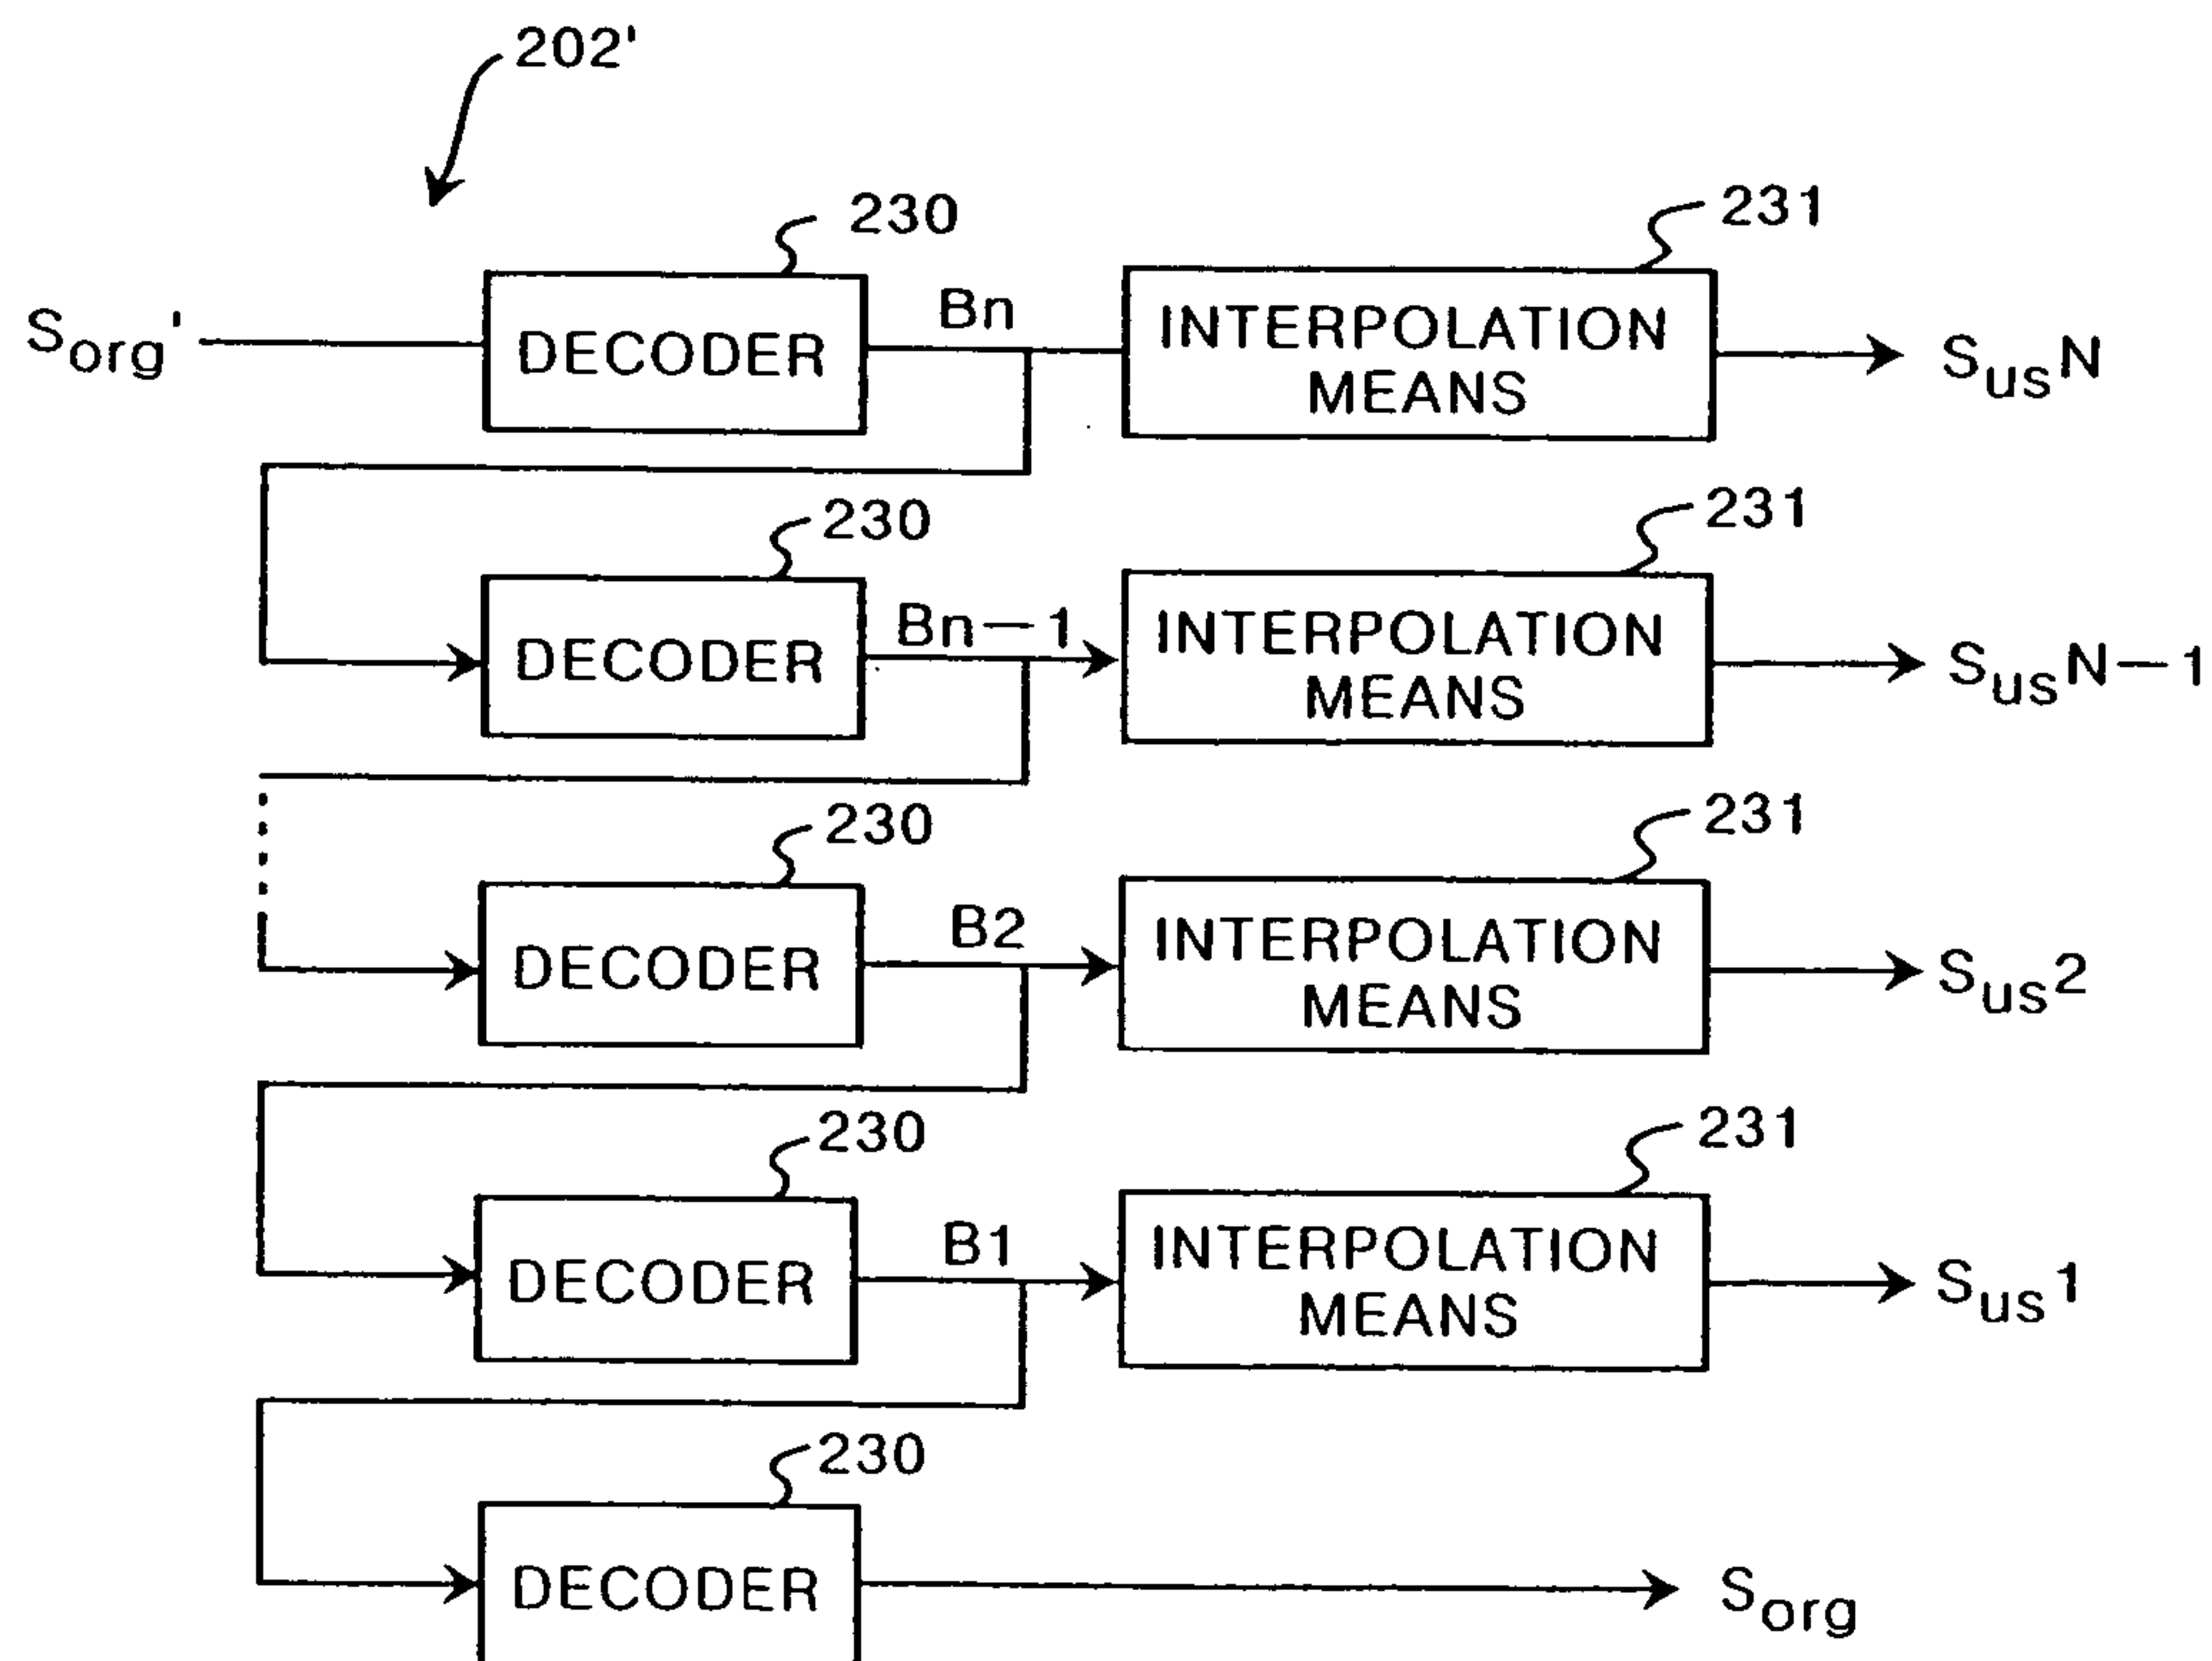 202'
230
231
Sorg'
DECODER
Bn
INTERPOLATION
MEANS
SusN
230
231
DECODER
Bn-1
INTERPOLATION
MEANS
SusN-1
230
231
DECODER
B2
INTERPOLATION
MEANS
Sus2
230
231
DECODER
B1
INTERPOLATION
MEANS
Sus1
230
DECODER
Sorg